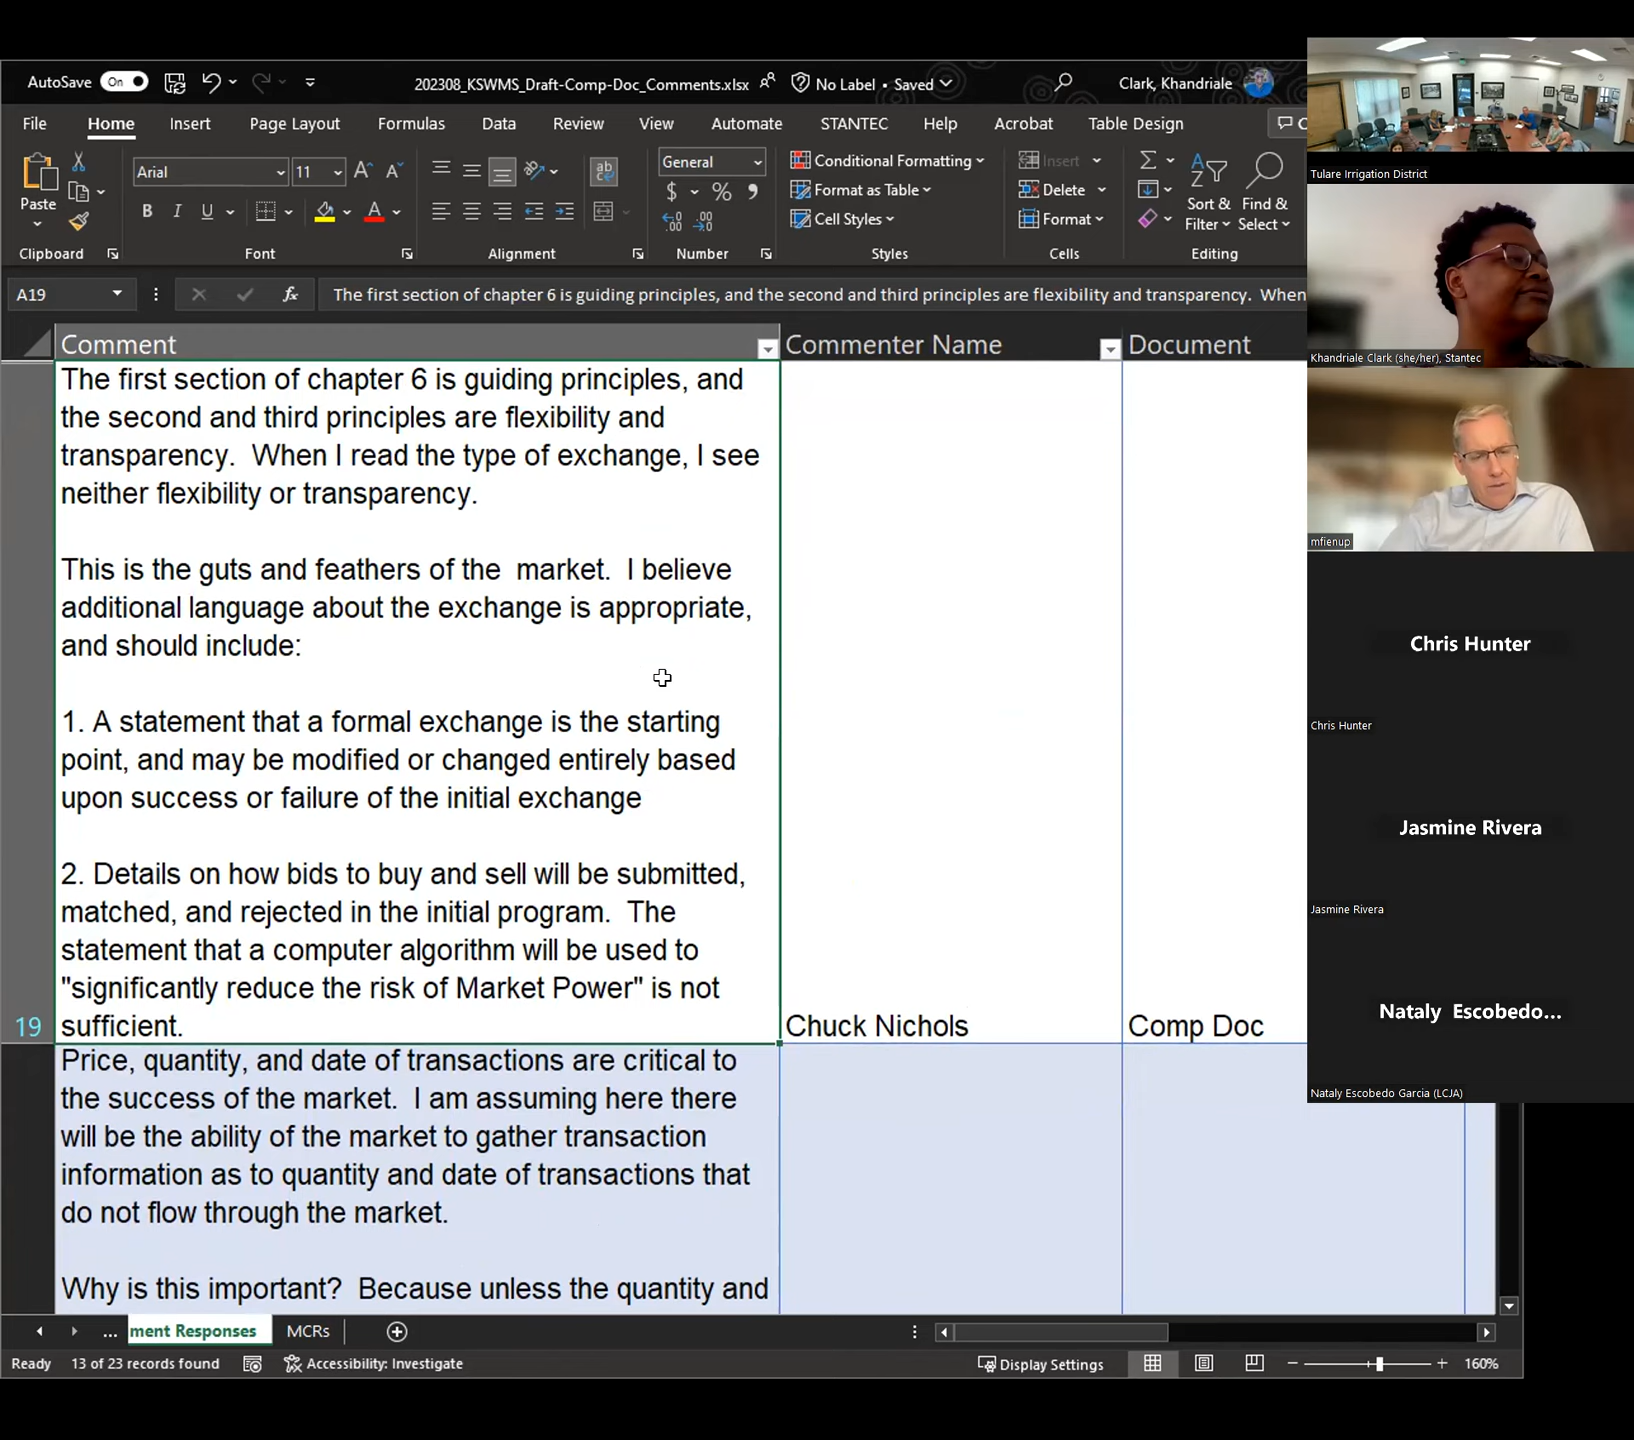 AutoSave On 202308_KSWMS_Draft-Comp-Doc_Comments.xlsx No Label • Saved Clark, Khandriale
File Home Insert Page Layout Formulas Data Review View Automate STANTEC Help Acrobat Table Design
Paste
Clipboard
Arial 11
B I U
Font
ab
Alignment
General
$ % 9
Number
Conditional Formatting
Format as Table
Cell Styles
Styles
Insert
Delete
Format
Cells
Sort & Filter
Find & Select
Editing
A19 fx The first section of chapter 6 is guiding principles, and the second and third principles are flexibility and transparency. When
Comment Commenter Name Document
The first section of chapter 6 is guiding principles, and
the second and third principles are flexibility and
transparency. When I read the type of exchange, I see
neither flexibility or transparency.
This is the guts and feathers of the market. I believe
additional language about the exchange is appropriate,
and should include:
1. A statement that a formal exchange is the starting
point, and may be modified or changed entirely based
upon success or failure of the initial exchange
2. Details on how bids to buy and sell will be submitted,
matched, and rejected in the initial program. The
statement that a computer algorithm will be used to
"significantly reduce the risk of Market Power" is not
19 sufficient. Chuck Nichols Comp Doc
Price, quantity, and date of transactions are critical to
the success of the market. I am assuming here there
will be the ability of the market to gather transaction
information as to quantity and date of transactions that
do not flow through the market.
Why is this important? Because unless the quantity and
... ment Responses MCRs
Ready 13 of 23 records found Accessibility: Investigate Display Settings 160%
Tulare Irrigation District
Khandriale Clark (she/her), Stantec
mfienup
Chris Hunter
Chris Hunter
Jasmine Rivera
Jasmine Rivera
Nataly Escobedo...
Nataly Escobedo Garcia (LCJA)